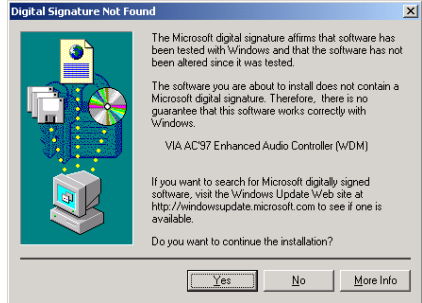 Digital Signature Not Found
The Microsoft digital signature affirms that software has
been tested with Windows and that the software has not
been altered since it was tested.
The software you are about to install does not contain a
Microsoft digital signature. Therefore, there is no
guarantee that this software works correctly with
Windows.
VIA AC'97 Enhanced Audio Controller (WDM)
If you want to search for Microsoft digitally signed
software, visit the Windows Update Web site at
http://windowsupdate.microsoft.com to see if one is
available.
Do you want to continue the installation?
Yes No More Info